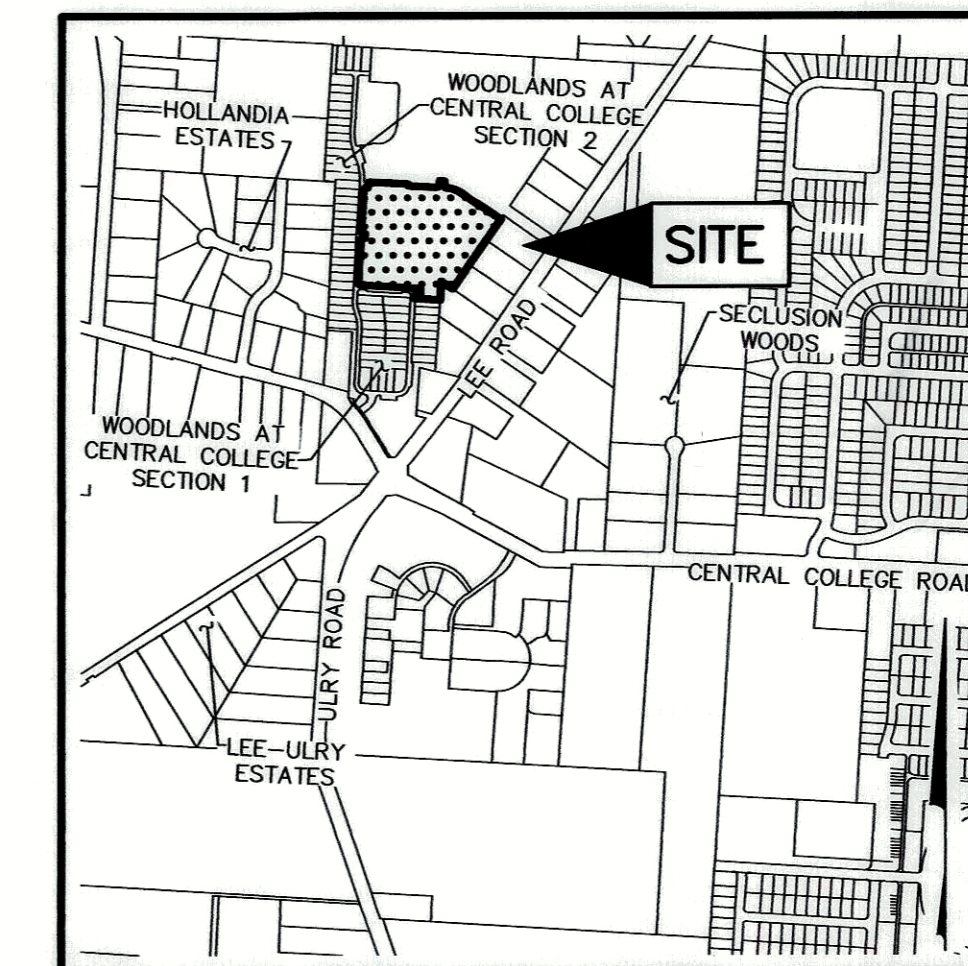 WOODLANDS AT
CENTRAL COLLEGE
SECTION 2
HOLLANDIA
ESTATES
SITE
SECLUSION
WOODS
LEE ROAD
WOODLANDS AT
CENTRAL COLLEGE
SECTION 1
CENTRAL COLLEGE ROA
ULRY ROAD
LEE-ULRY
ESTATES